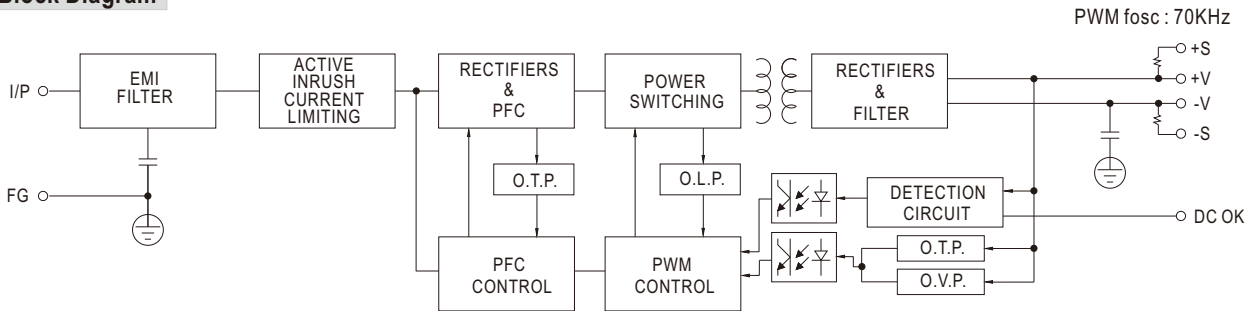 Block Diagram
PWM fosc : 70KHz
I/P
EMI
FILTER
ACTIVE
INRUSH
CURRENT
LIMITING
RECTIFIERS
&
PFC
POWER
SWITCHING
RECTIFIERS
&
FILTER
+S
+V
-V
-S
FG
O.T.P.
O.L.P.
DETECTION
CIRCUIT
DC OK
PFC
CONTROL
PWM
CONTROL
O.T.P.
O.V.P.